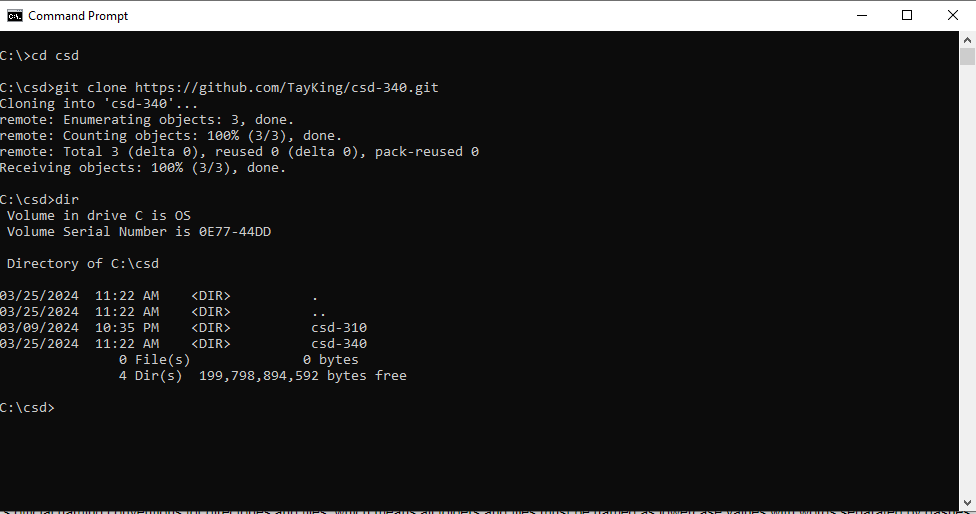 Command Prompt
C:\>cd csd
C:\csd>git clone https://github.com/TayKing/csd-340.git
Cloning into 'csd-340'...
remote: Enumerating objects: 3, done.
remote: Counting objects: 100% (3/3), done.
remote: Total 3 (delta 0), reused 0 (delta 0), pack-reused 0
Receiving objects: 100% (3/3), done.
C:\csd>dir
 Volume in drive C is OS
 Volume Serial Number is 0E77-44DD
 Directory of C:\csd
03/25/2024  11:22 AM    <DIR>          .
03/25/2024  11:22 AM    <DIR>          ..
03/09/2024  10:35 PM    <DIR>          csd-310
03/25/2024  11:22 AM    <DIR>          csd-340
               0 File(s)              0 bytes
               4 Dir(s)  199,798,894,592 bytes free
C:\csd>